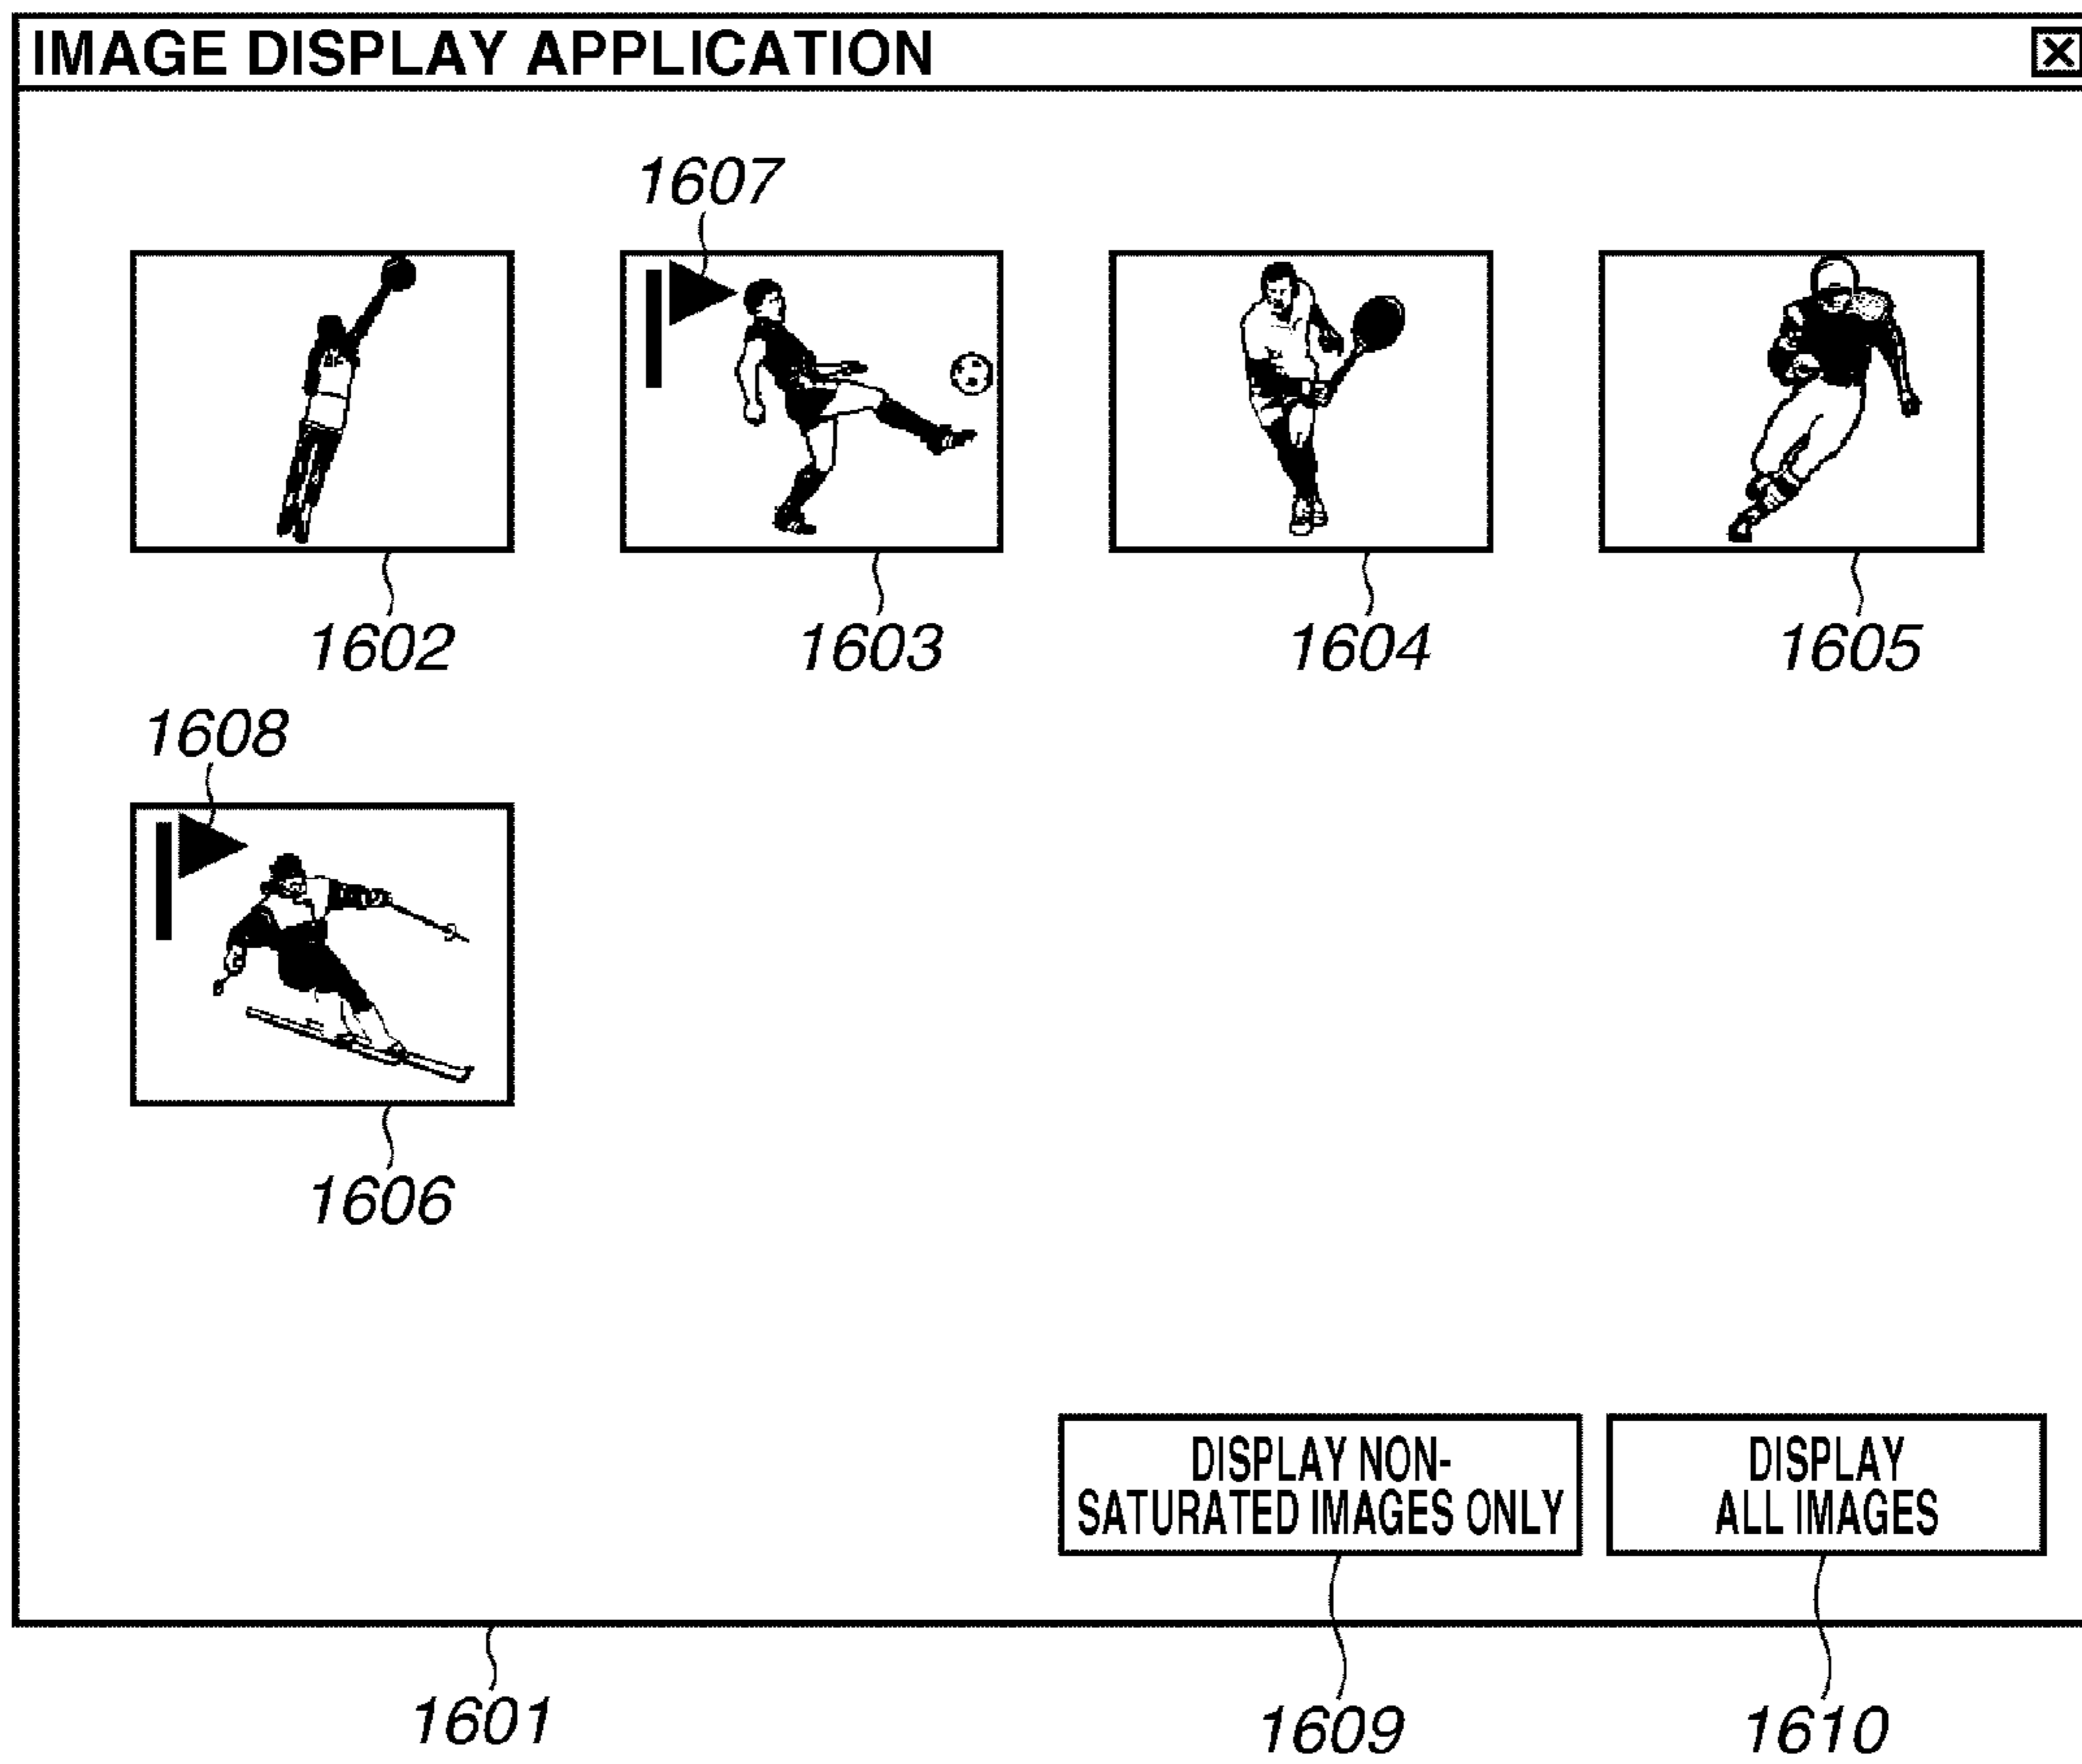 IMAGE DISPLAY APPLICATION
1607
1602
1603
1604
1605
1608
1606
DISPLAY NON-
SATURATED IMAGES ONLY
DISPLAY
ALL IMAGES
1601
1609
1610